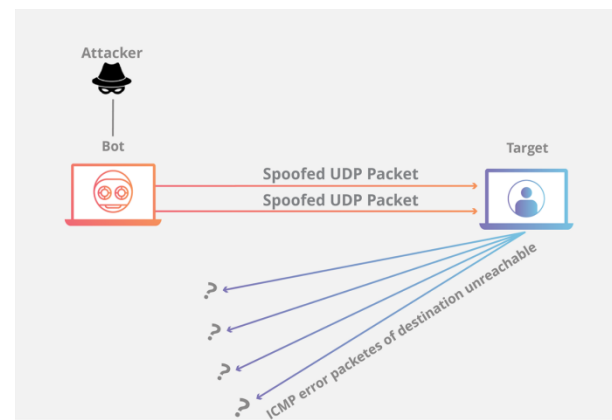 Attacker
Bot
Target
Spoofed UDP Packet
Spoofed UDP Packet
?
?
?
?
ICMP error packetes of destination unreachable